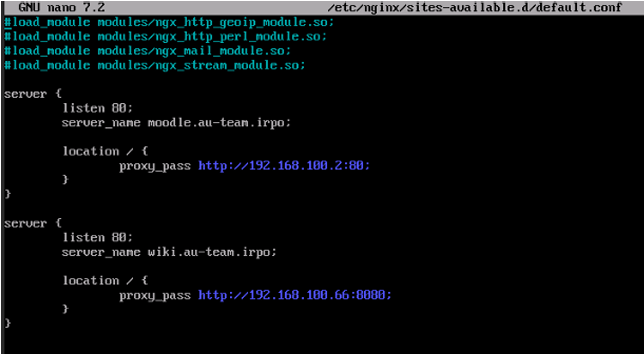 GNU nano 7.2 /etc/nginx/sites-available.d/default.conf
#load_module modules/ngx_http_geoip_module.so;
#load_module modules/ngx_http_perl_module.so;
#load_module modules/ngx_mail_module.so;
#load_module modules/ngx_stream_module.so;
server {
listen 80;
server_name moodle.au-team.irpo;
location / {
proxy_pass http://192.168.100.2:80;
}
}
server {
listen 80;
server_name wiki.au-team.irpo;
location / {
proxy_pass http://192.168.100.66:8080;
}
}